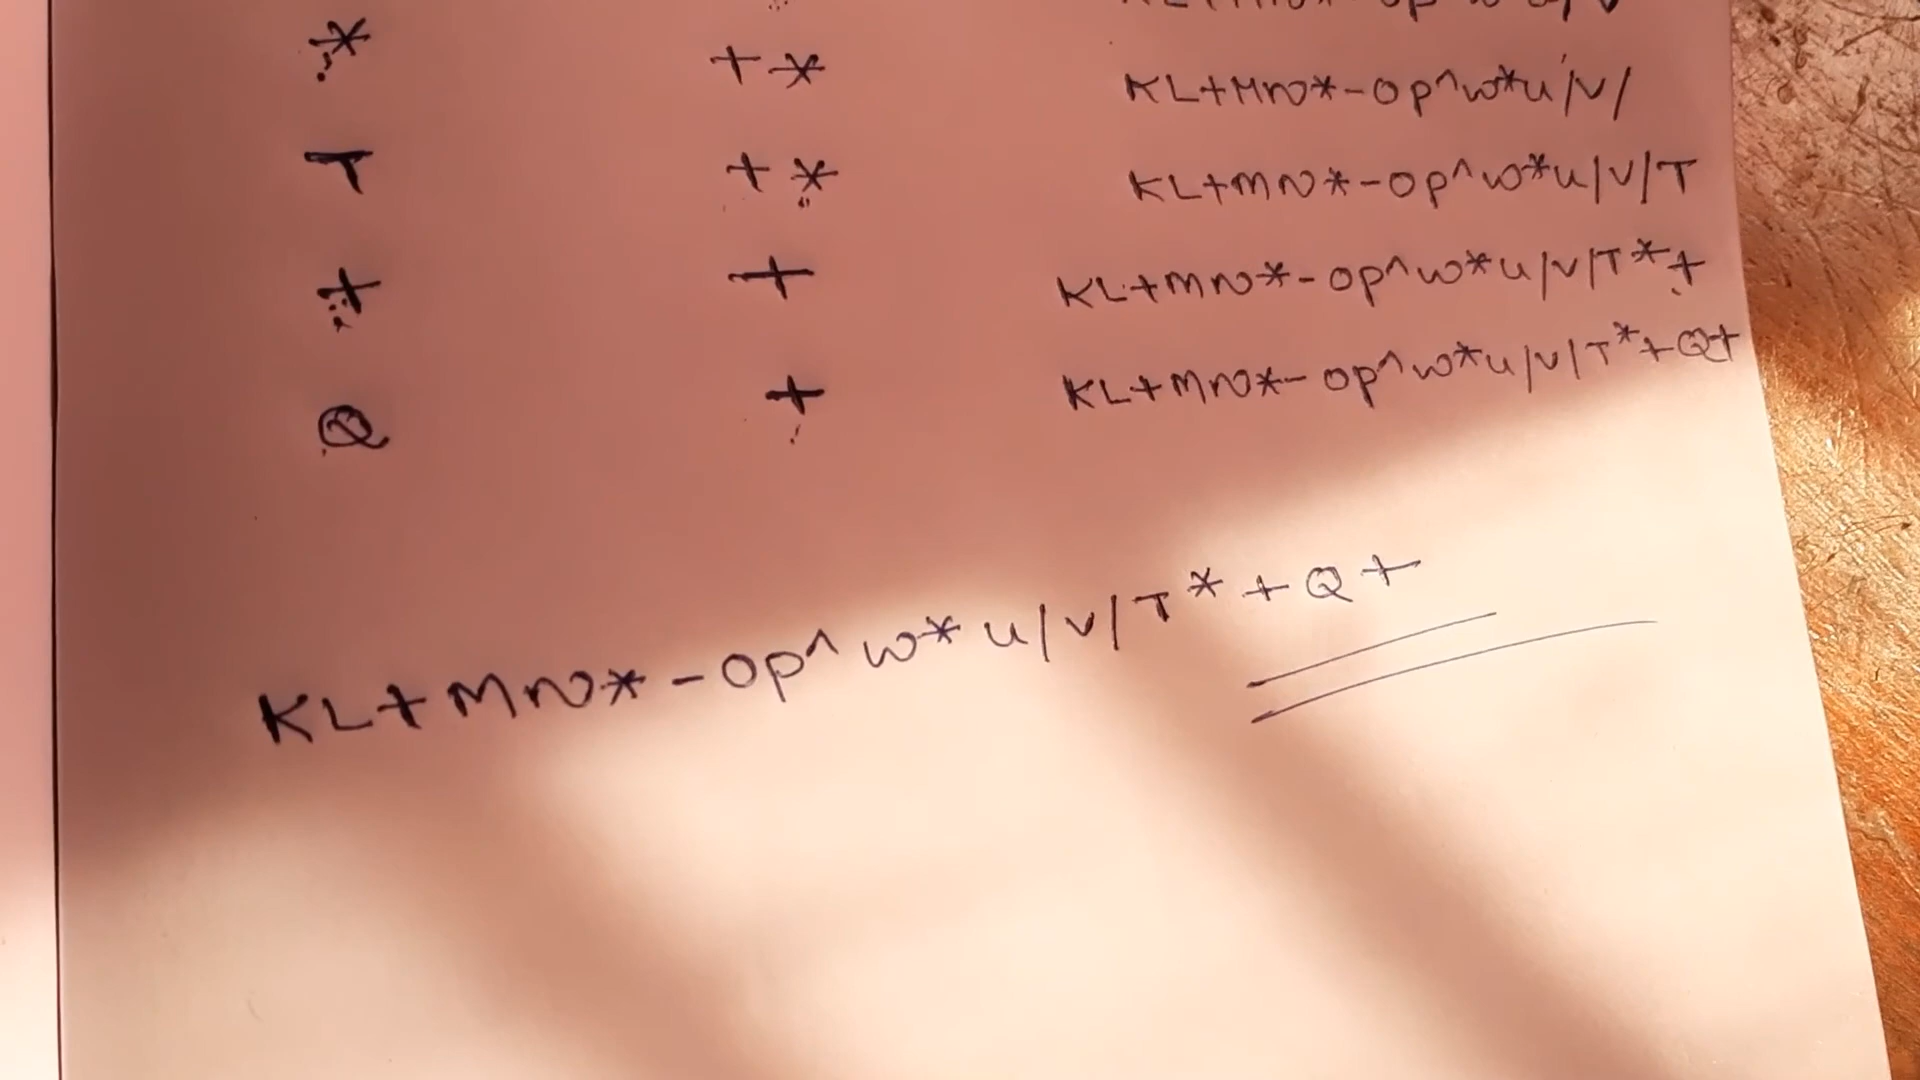 * +* KL+MN*-OP^W*U/V/
T +* KL+MN*-OP^W*U/V/T
+ + KL+MN*-OP^W*U/V/T*+
Q + KL+MN*-OP^W*U/V/T*+Q+
KL+MN*-OP^W*U/V/T*+Q+